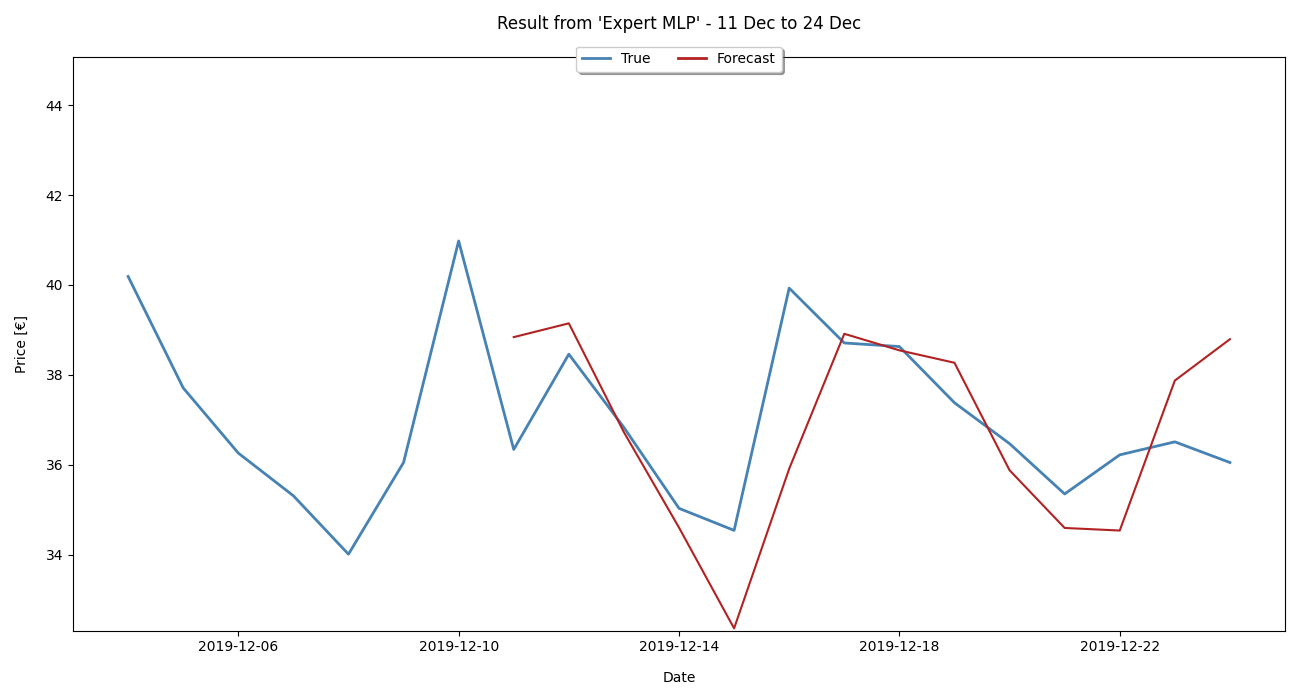 Result from 'Expert MLP' - 11 Dec to 24 Dec
True Forecast
44
42
40
38
36
34
Price [€]
2019-12-06 2019-12-10 2019-12-14 2019-12-18 2019-12-22
Date